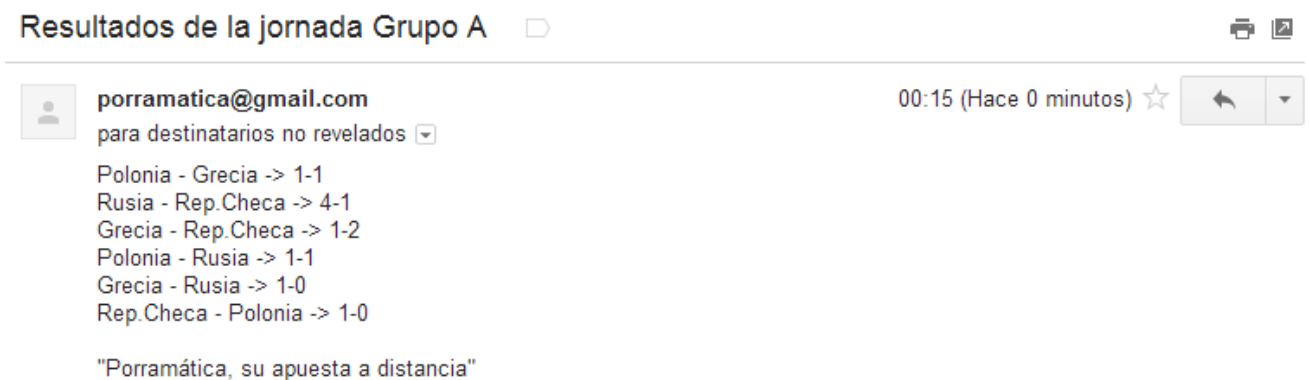 Resultados de la jornada Grupo A
porramatica@gmail.com
00:15 (Hace 0 minutos)
para destinatarios no revelados
Polonia - Grecia -> 1-1
Rusia - Rep.Checa -> 4-1
Grecia - Rep.Checa -> 1-2
Polonia - Rusia -> 1-1
Grecia - Rusia -> 1-0
Rep.Checa - Polonia -> 1-0
"Porramática, su apuesta a distancia"